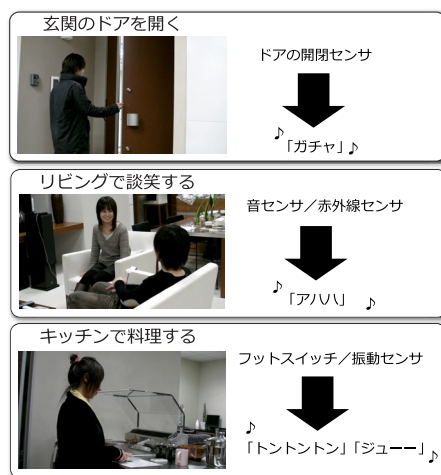 玄関のドアを開く
ドアの開閉センサ
♪「ガチャ」♪
リビングで談笑する
音センサ／赤外線センサ
♪「アハハ」♪
キッチンで料理する
フットスイッチ／振動センサ
♪「トントントン」「ジューー」♪